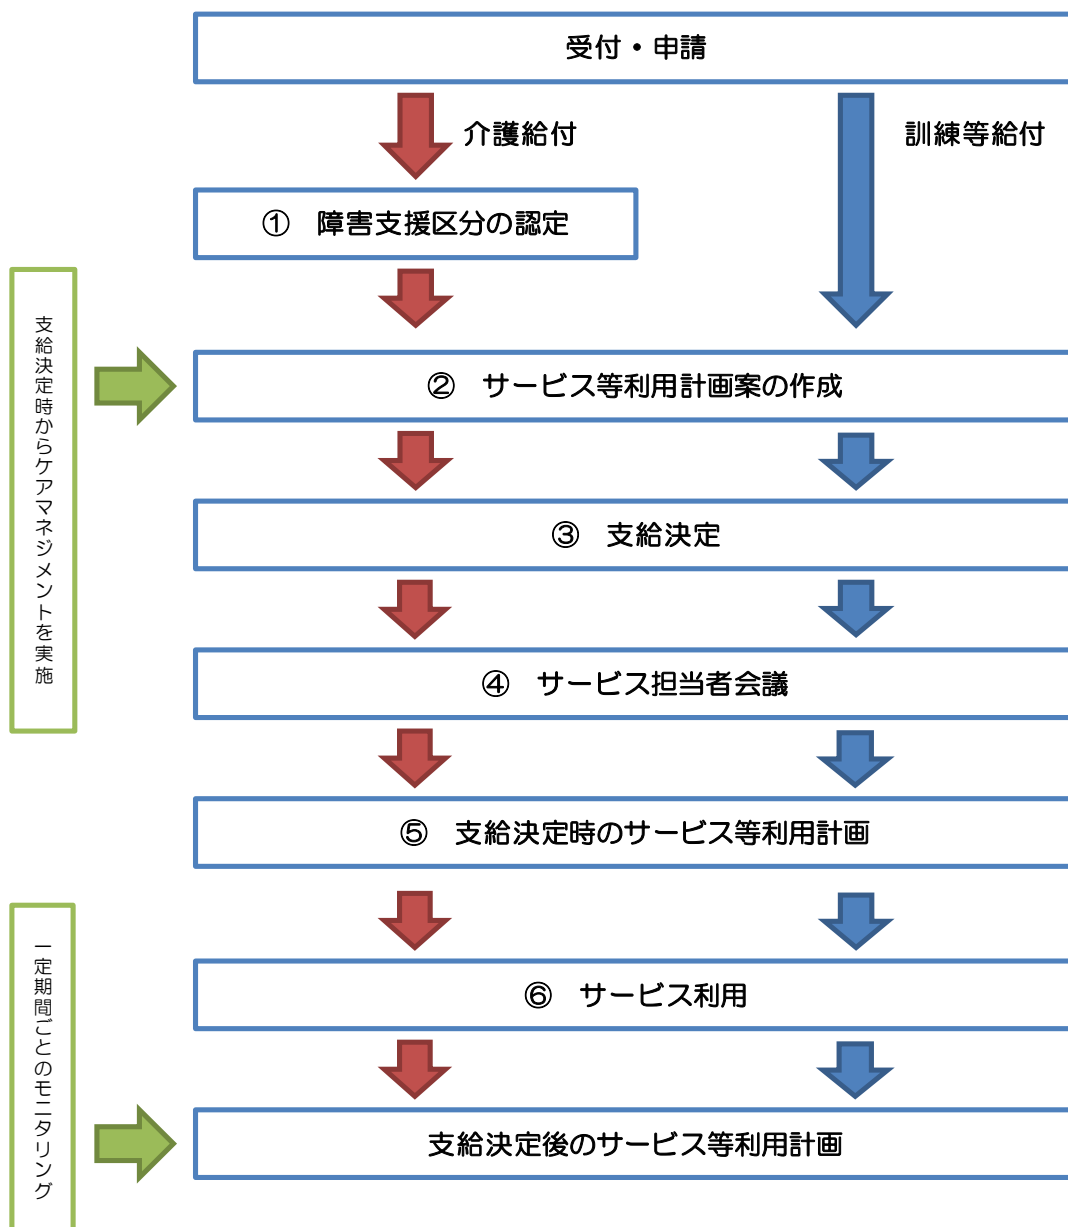 受付・申請
介護給付
訓練等給付
① 障害支援区分の認定
支給決定時からケアマネジメントを実施
② サービス等利用計画案の作成
③ 支給決定
④ サービス担当者会議
⑤ 支給決定時のサービス等利用計画
一定期間ごとのモニタリング
⑥ サービス利用
支給決定後のサービス等利用計画